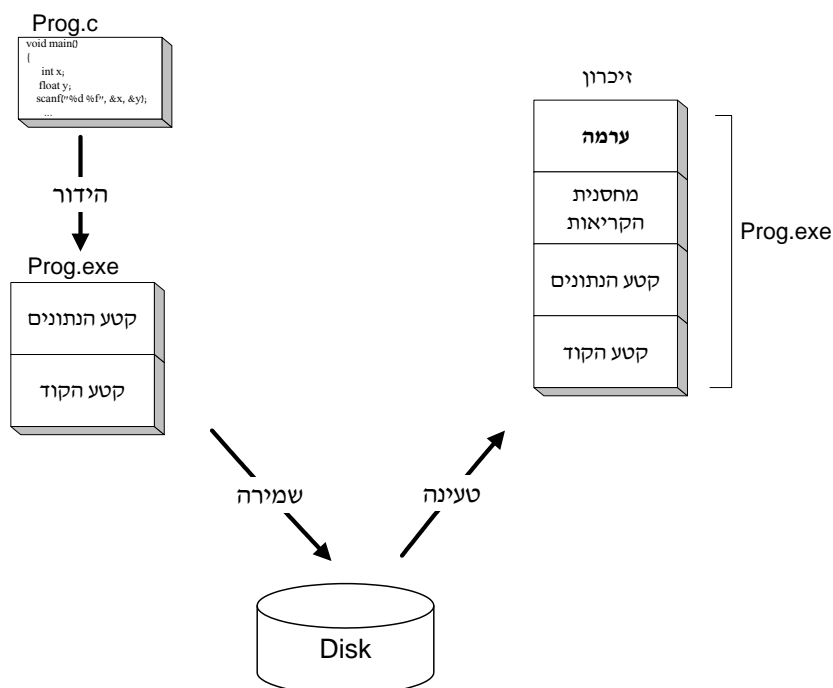 Prog.c
void main()
{
int x;
float y;
scanf("%d %f", &x, &y);
...
הידור
Prog.exe
קטע הנתונים
קטע הקוד
שמירה
Disk
טעינה
זיכרון
ערמה
מחסנית
הקריאות
קטע הנתונים
קטע הקוד
Prog.exe